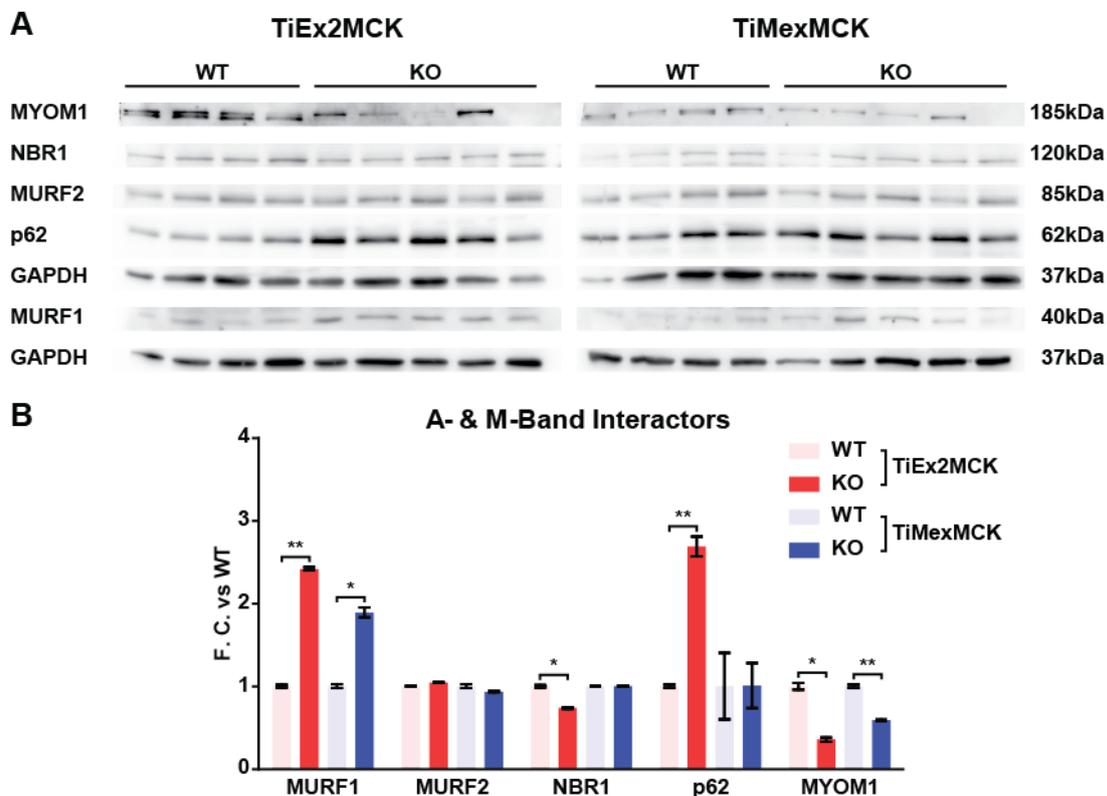 A
TiEx2MCK TiMexMCK
WT KO WT KO
MYOM1 185kDa
NBR1 120kDa
MURF2 85kDa
p62 62kDa
GAPDH 37kDa
MURF1 40kDa
GAPDH 37kDa
B
A- & M-Band Interactors
F. C. vs WT
4
3
2
1
0
** * * ** * **
WT
KO
TiEx2MCK
WT
KO
TiMexMCK
MURF1 MURF2 NBR1 p62 MYOM1